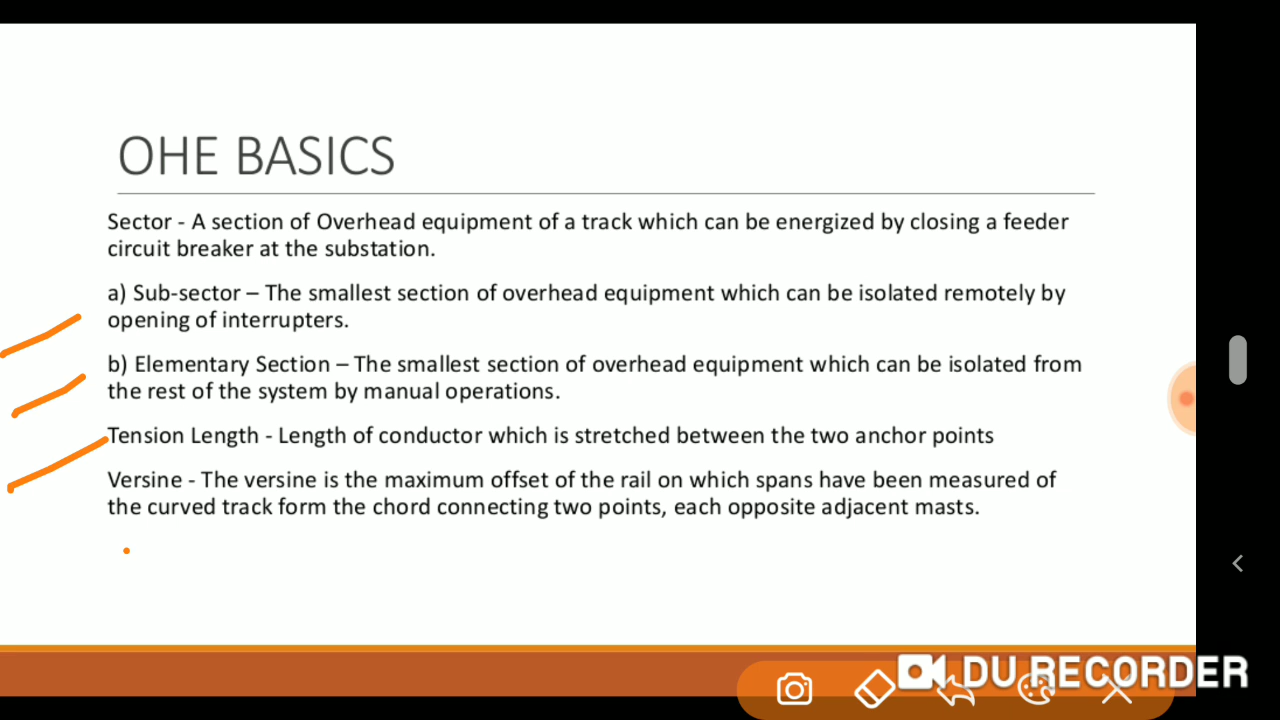 OHE BASICS
Sector - A section of Overhead equipment of a track which can be energized by closing a feeder
circuit breaker at the substation.
a) Sub-sector – The smallest section of overhead equipment which can be isolated remotely by
opening of interrupters.
b) Elementary Section – The smallest section of overhead equipment which can be isolated from
the rest of the system by manual operations.
Tension Length - Length of conductor which is stretched between the two anchor points
Versine - The versine is the maximum offset of the rail on which spans have been measured of
the curved track form the chord connecting two points, each opposite adjacent masts.
DU RECORDER